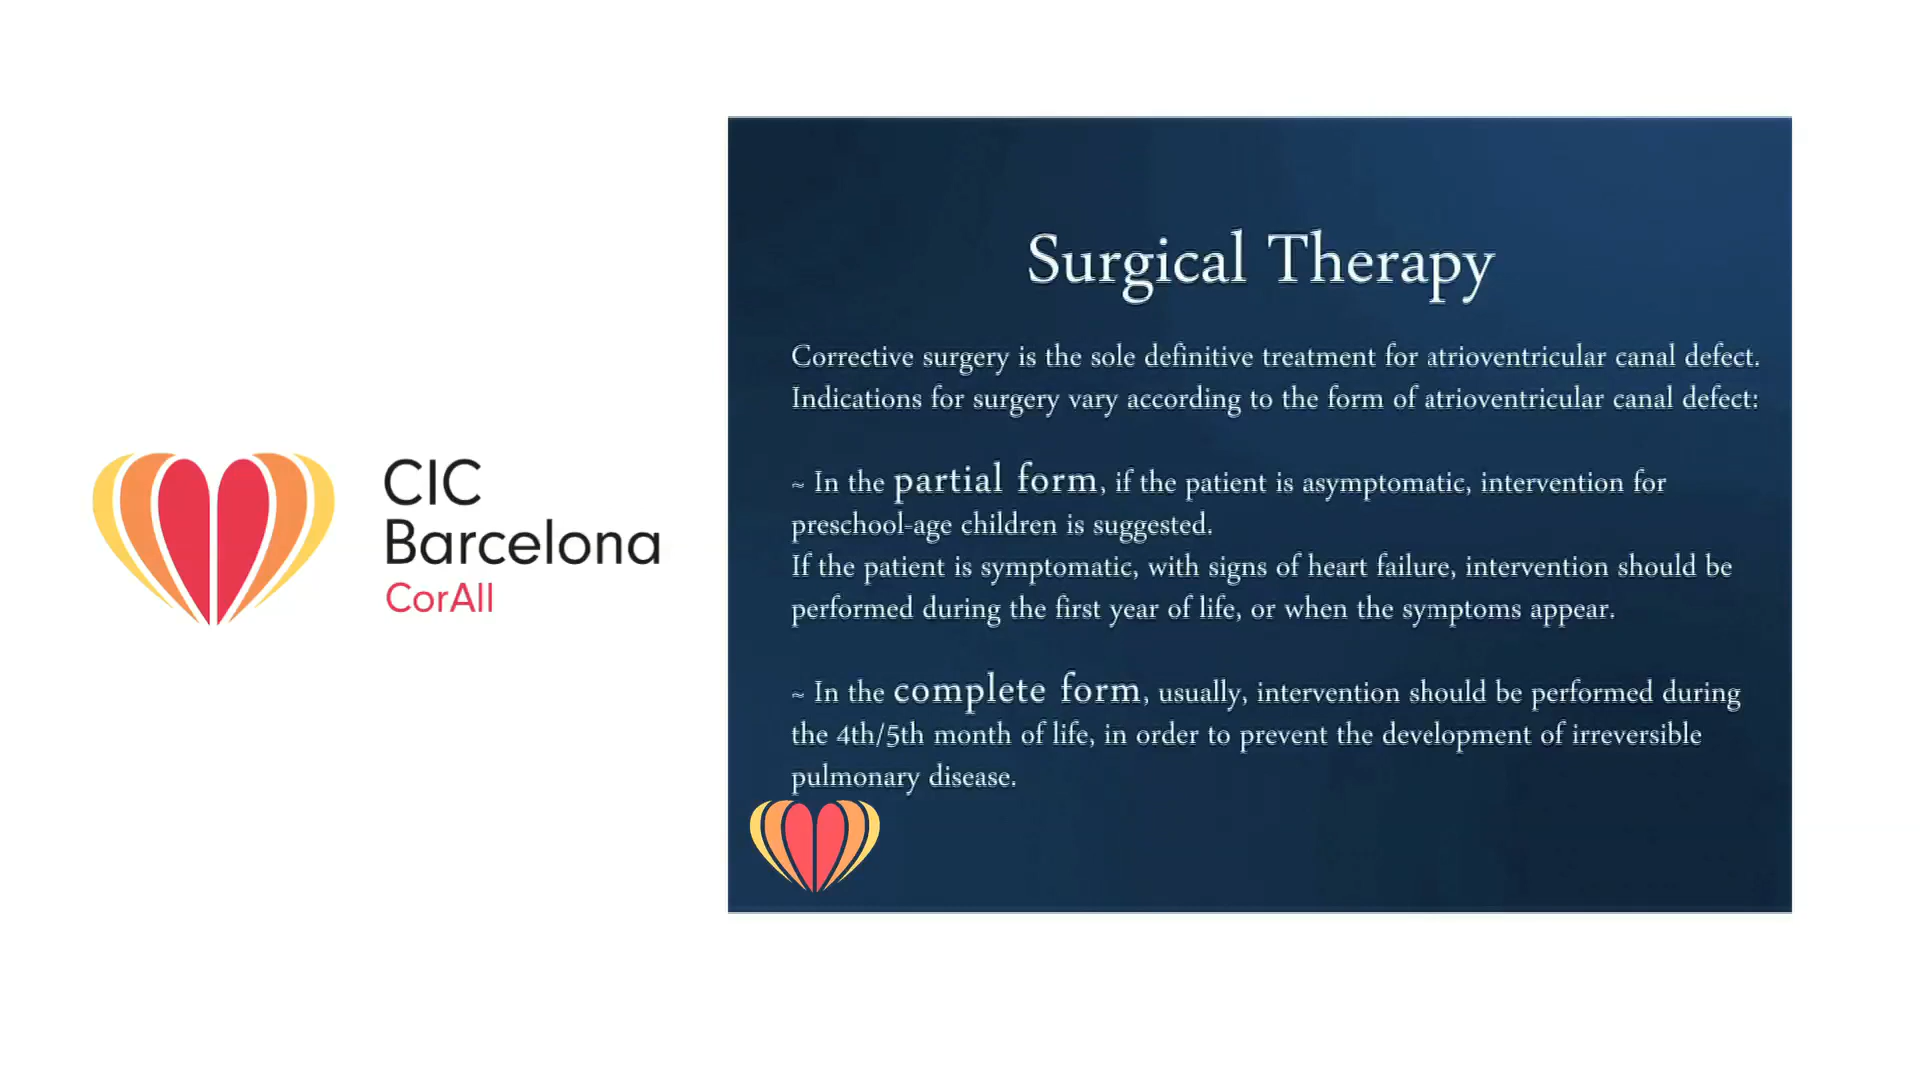 CIC
Barcelona
CorAll
Surgical Therapy
Corrective surgery is the sole definitive treatment for atrioventricular canal defect.
Indications for surgery vary according to the form of atrioventricular canal defect:
~ In the partial form, if the patient is asymptomatic, intervention for
preschool-age children is suggested.
If the patient is symptomatic, with signs of heart failure, intervention should be
performed during the first year of life, or when the symptoms appear.
~ In the complete form, usually, intervention should be performed during
the 4th/5th month of life, in order to prevent the development of irreversible
pulmonary disease.